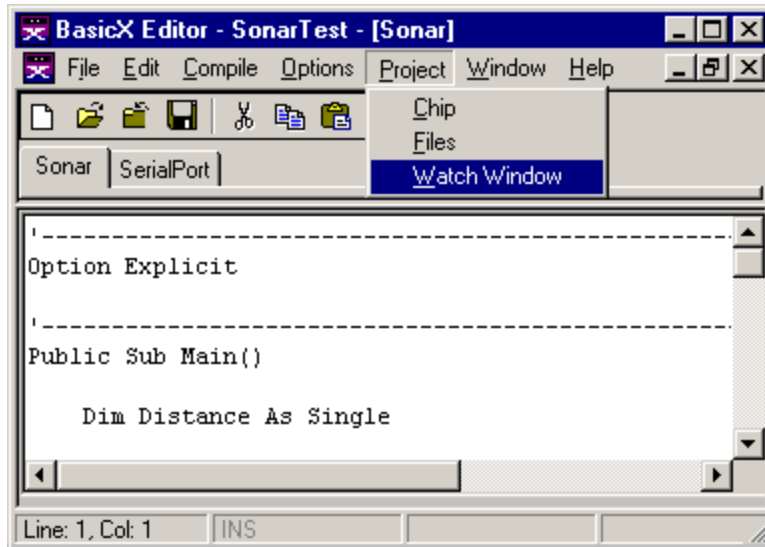 BasicX Editor - SonarTest - [Sonar]
File Edit Compile Options Project Window Help
Chip
Files
Watch Window
Sonar SerialPort
'--------------------------------------------------
Option Explicit
'--------------------------------------------------
Public Sub Main()
Dim Distance As Single
Line: 1, Col: 1 INS